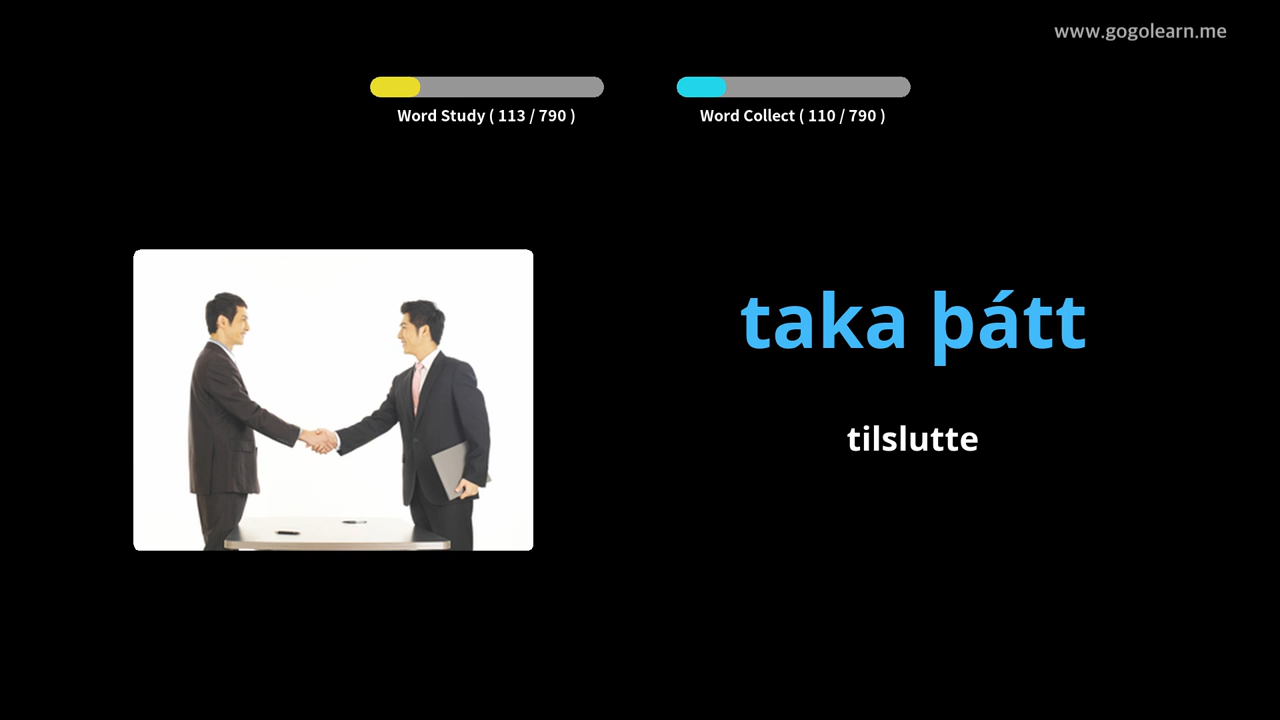 www.gogolearn.me
Word Study ( 113 / 790 )
Word Collect ( 110 / 790 )
taka þátt
tilslutte